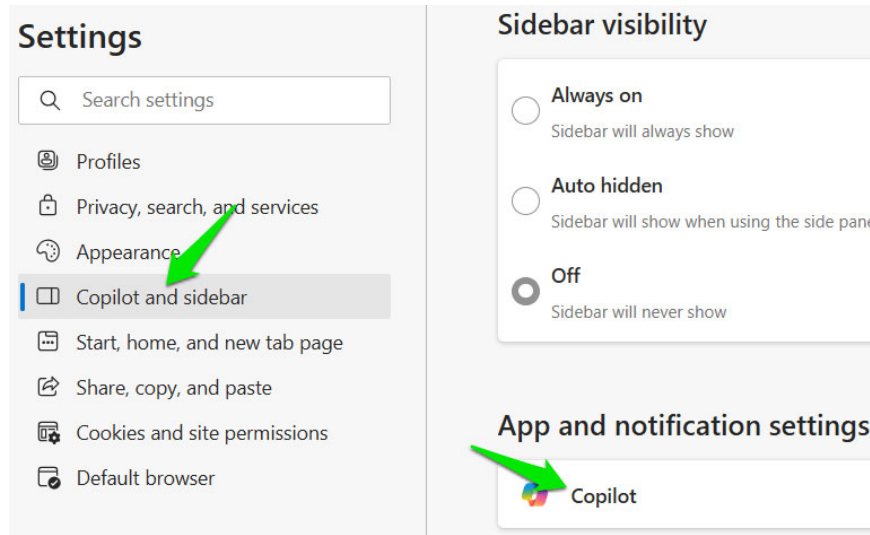 Settings
Search settings
Profiles
Privacy, search, and services
Appearance
Copilot and sidebar
Start, home, and new tab page
Share, copy, and paste
Cookies and site permissions
Default browser
Sidebar visibility
Always on
Sidebar will always show
Auto hidden
Sidebar will show when using the side pane
Off
Sidebar will never show
App and notification settings
Copilot